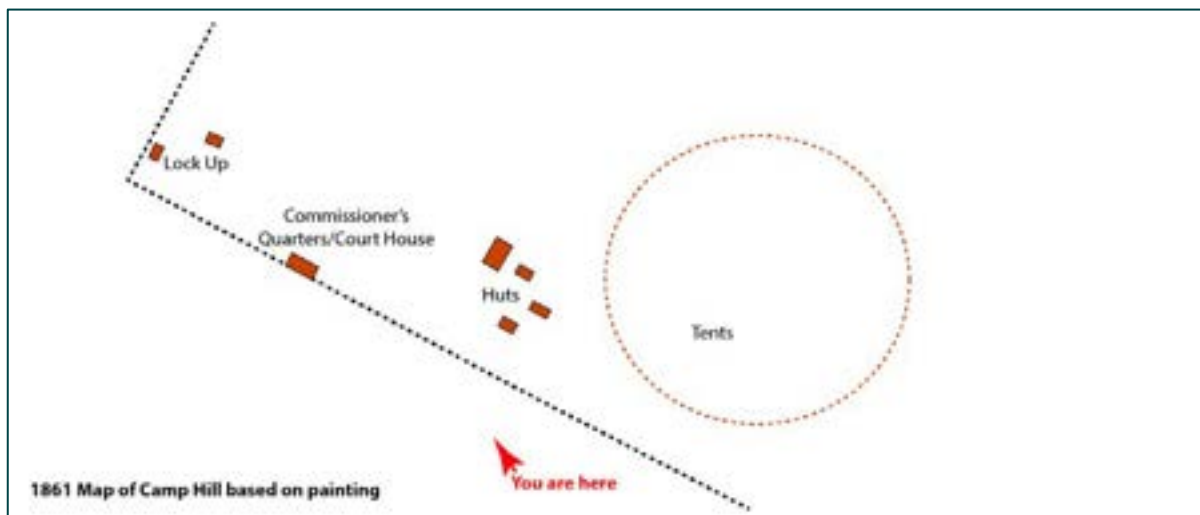 Lock Up
Commissioner's
Quarters/Court House
Huts
Tents
You are here
1861 Map of Camp Hill based on painting